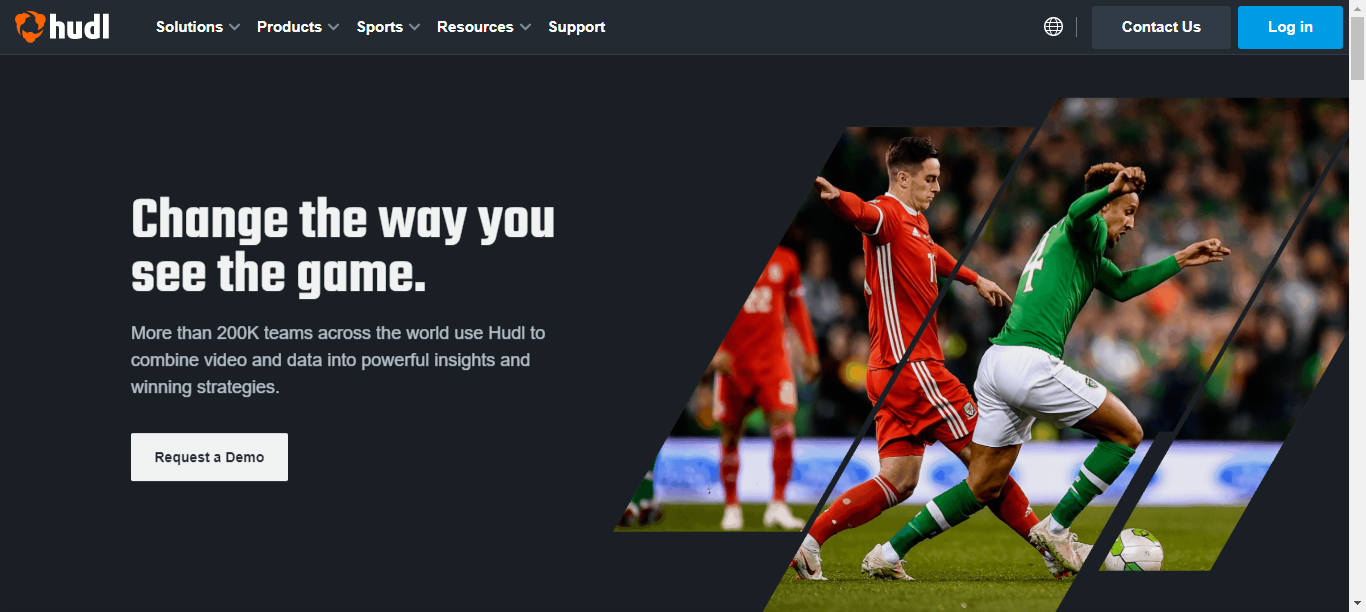 hudl
Solutions
Products
Sports
Resources
Support
Contact Us
Log in
Change the way you
see the game.
More than 200K teams across the world use Hudl to
combine video and data into powerful insights and
winning strategies.
Request a Demo
22
4